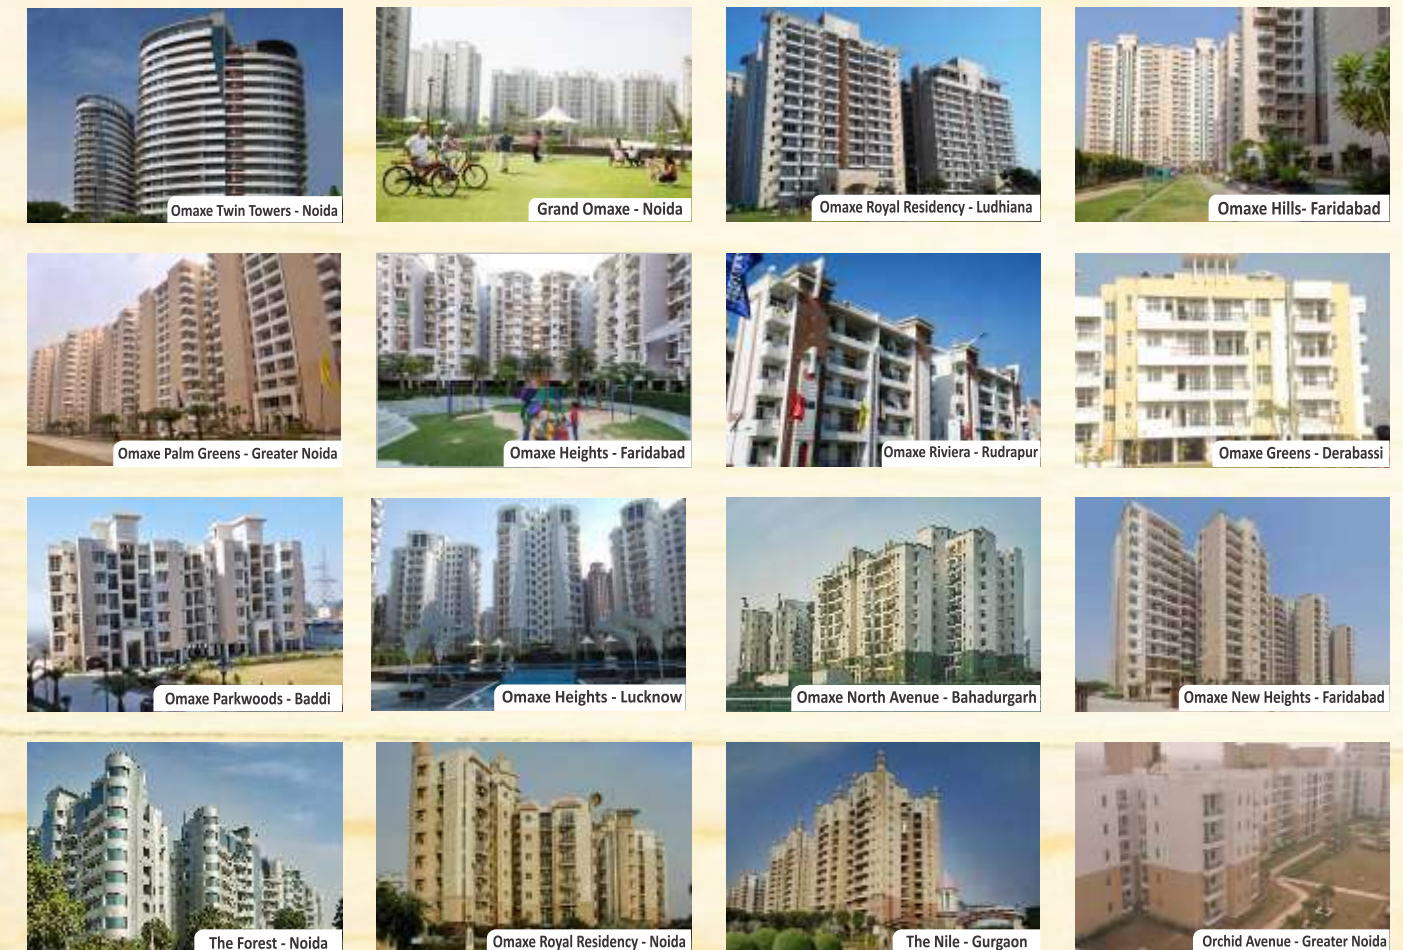 Omaxe Twin Towers - Noida
Grand Omaxe - Noida
Omaxe Royal Residency - Ludhiana
Omaxe Hills- Faridabad
Omaxe Palm Greens - Greater Noida
Omaxe Heights - Faridabad
Omaxe Riviera - Rudrapur
Omaxe Greens - Derabassi
Omaxe Parkwoods - Baddi
Omaxe Heights - Lucknow
Omaxe North Avenue - Bahadurgarh
Omaxe New Heights - Faridabad
The Forest - Noida
Omaxe Royal Residency - Noida
The Nile - Gurgaon
Orchid Avenue - Greater Noida